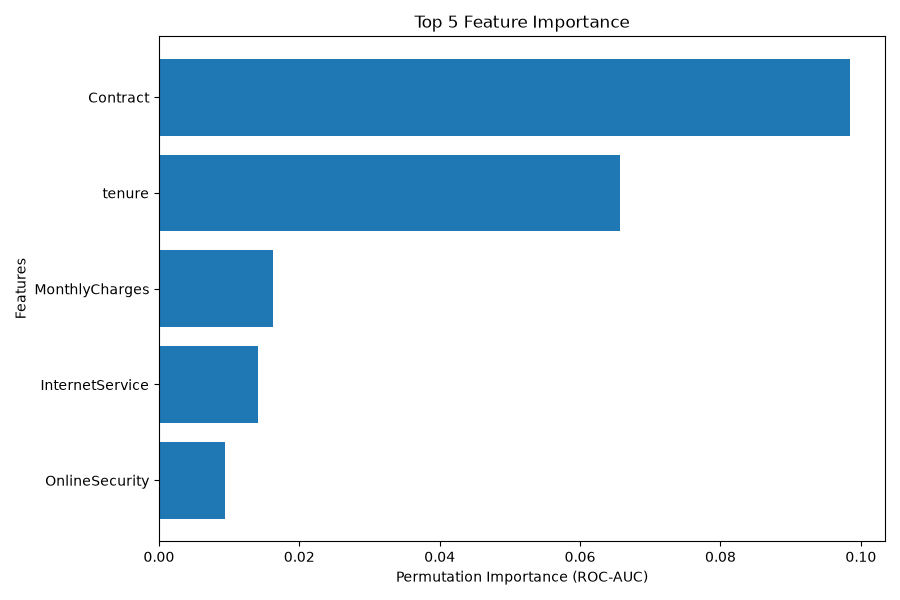 Top 5 Feature Importance
Contract
tenure
MonthlyCharges
InternetService
OnlineSecurity
Features
0.00 0.02 0.04 0.06 0.08 0.10
Permutation Importance (ROC-AUC)